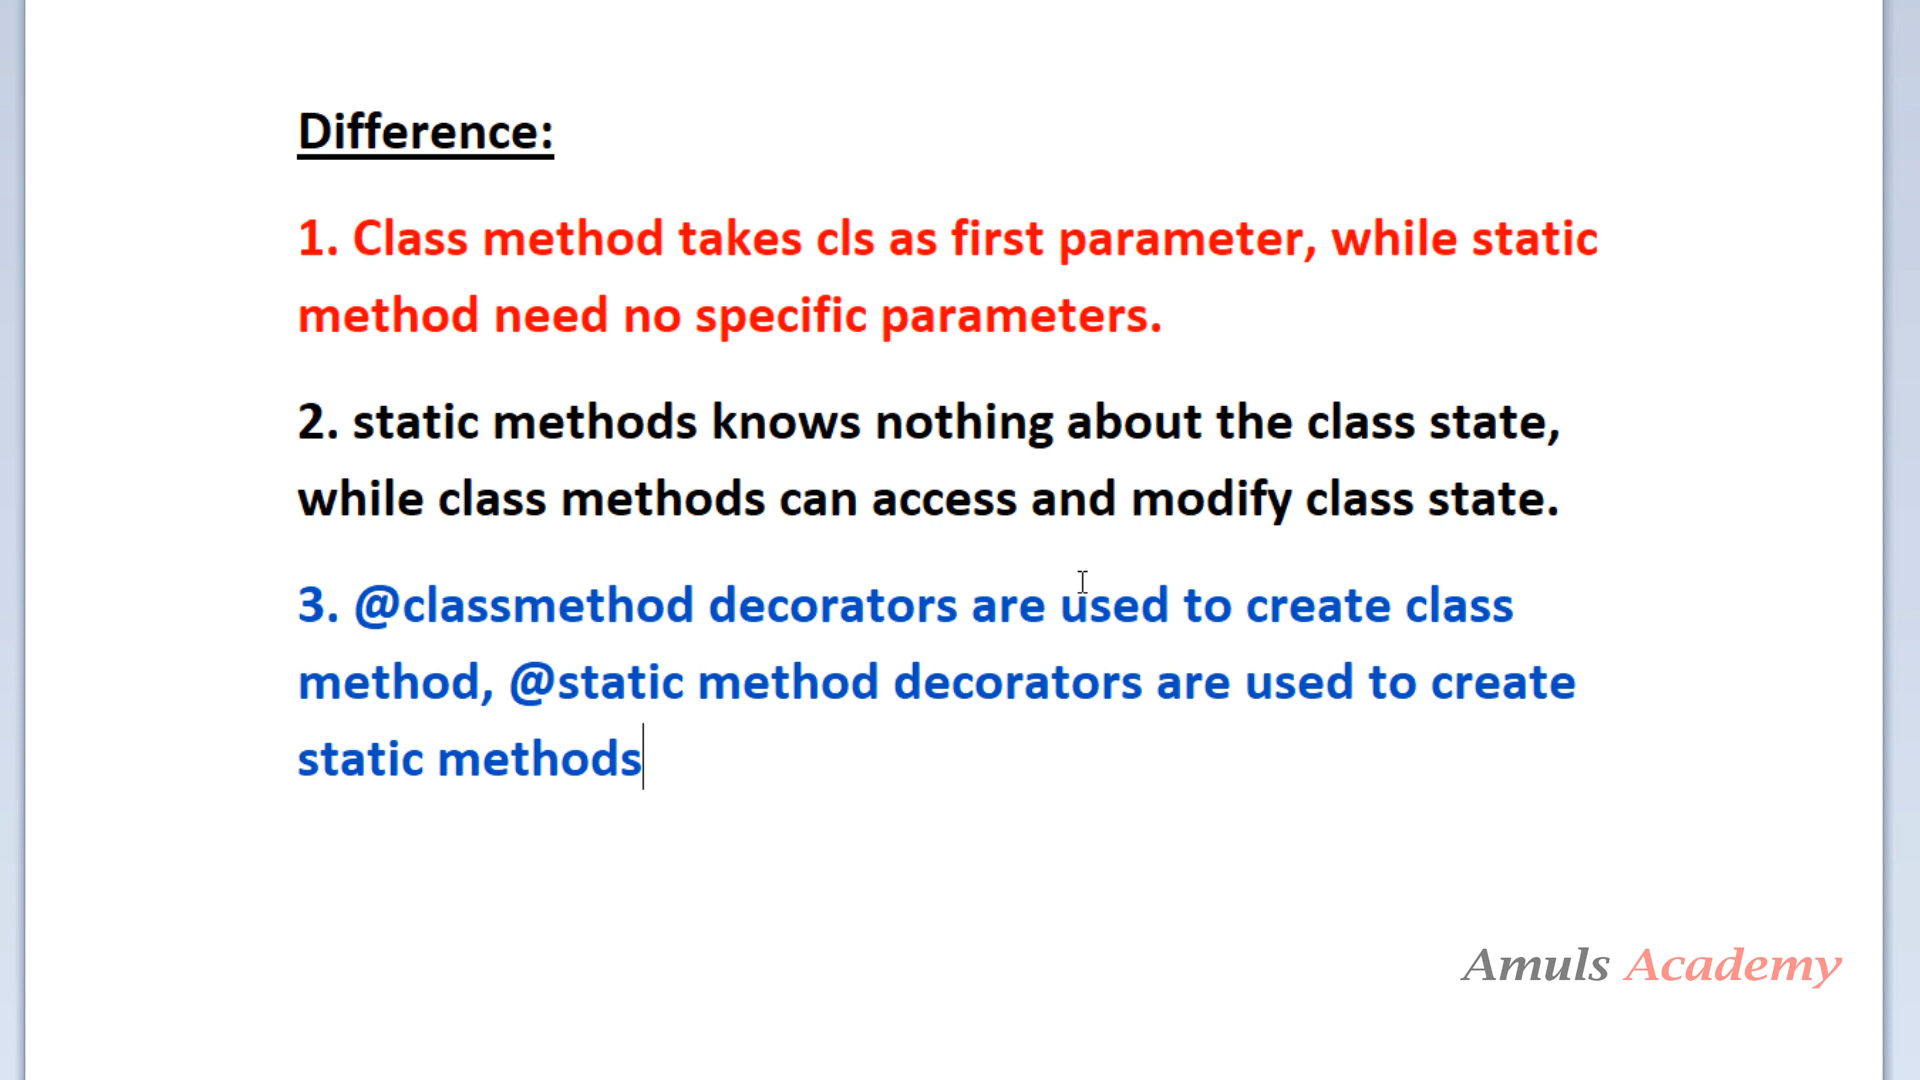 Difference:
1. Class method takes cls as first parameter, while static
method need no specific parameters.
2. static methods knows nothing about the class state,
while class methods can access and modify class state.
3. @classmethod decorators are used to create class
method, @static method decorators are used to create
static methods
Amuls Academy